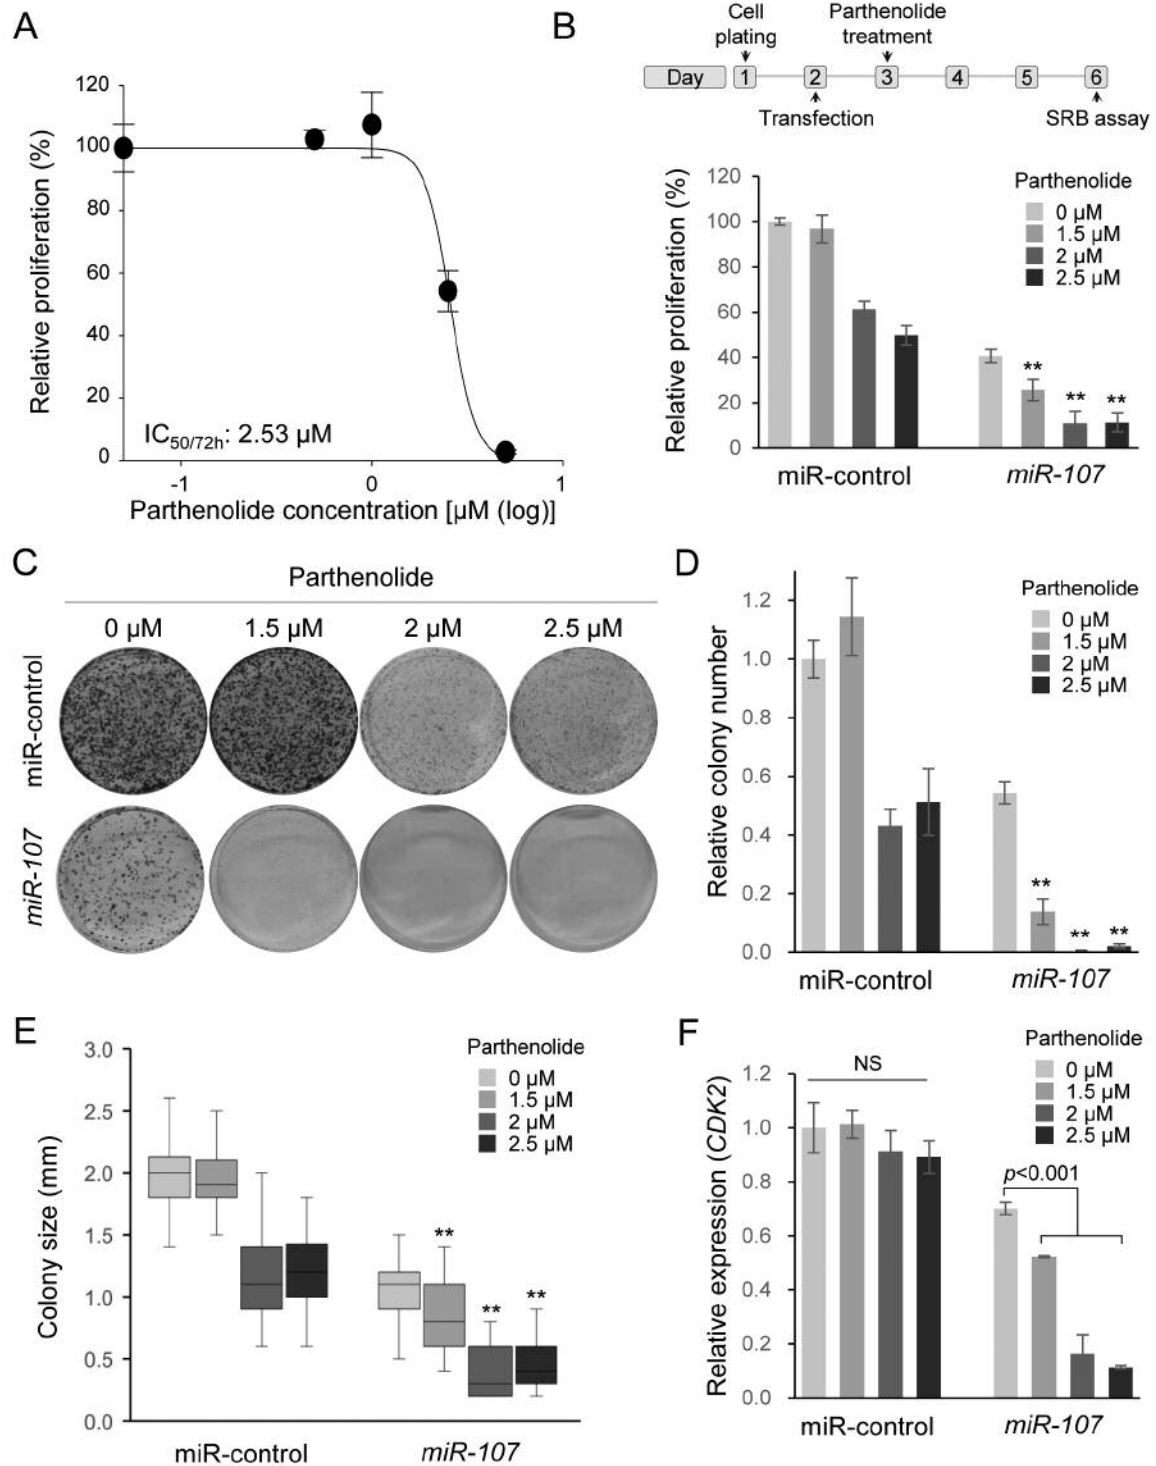 A
120
100
80
60
40
20
0
Relative proliferation (%)
IC50/72h: 2.53 µM
-1 0 1
Parthenolide concentration [µM (log)]
B
Cell
plating
Parthenolide
treatment
Day 1 2 3 4 5 6
Transfection SRB assay
120
100
80
60
40
20
0
Relative proliferation (%)
Parthenolide
0 µM
1.5 µM
2 µM
2.5 µM
** ** **
miR-control miR-107
C
Parthenolide
0 µM 1.5 µM 2 µM 2.5 µM
miR-control
miR-107
D
1.2
1.0
0.8
0.6
0.4
0.2
0.0
Relative colony number
Parthenolide
0 µM
1.5 µM
2 µM
2.5 µM
** ** **
miR-control miR-107
E
3.0
2.5
2.0
1.5
1.0
0.5
0.0
Colony size (mm)
Parthenolide
0 µM
1.5 µM
2 µM
2.5 µM
** ** **
miR-control miR-107
F
1.2
1.0
0.8
0.6
0.4
0.2
0.0
Relative expression (CDK2)
Parthenolide
0 µM
1.5 µM
2 µM
2.5 µM
NS
p<0.001
miR-control miR-107